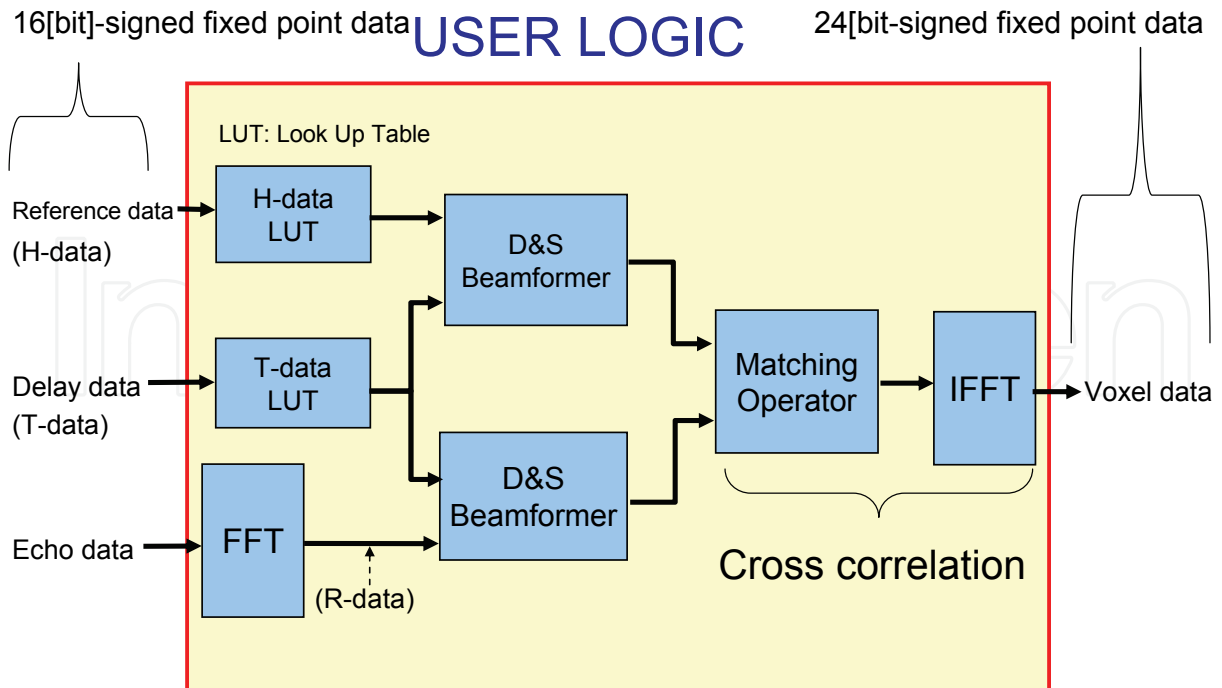 16[bit]-signed fixed point data
USER LOGIC
24[bit-signed fixed point data
LUT: Look Up Table
Reference data
(H-data)
H-data
LUT
D&S
Beamformer
Delay data
(T-data)
T-data
LUT
Matching
Operator
IFFT
Voxel data
Echo data
FFT
D&S
Beamformer
(R-data)
Cross correlation